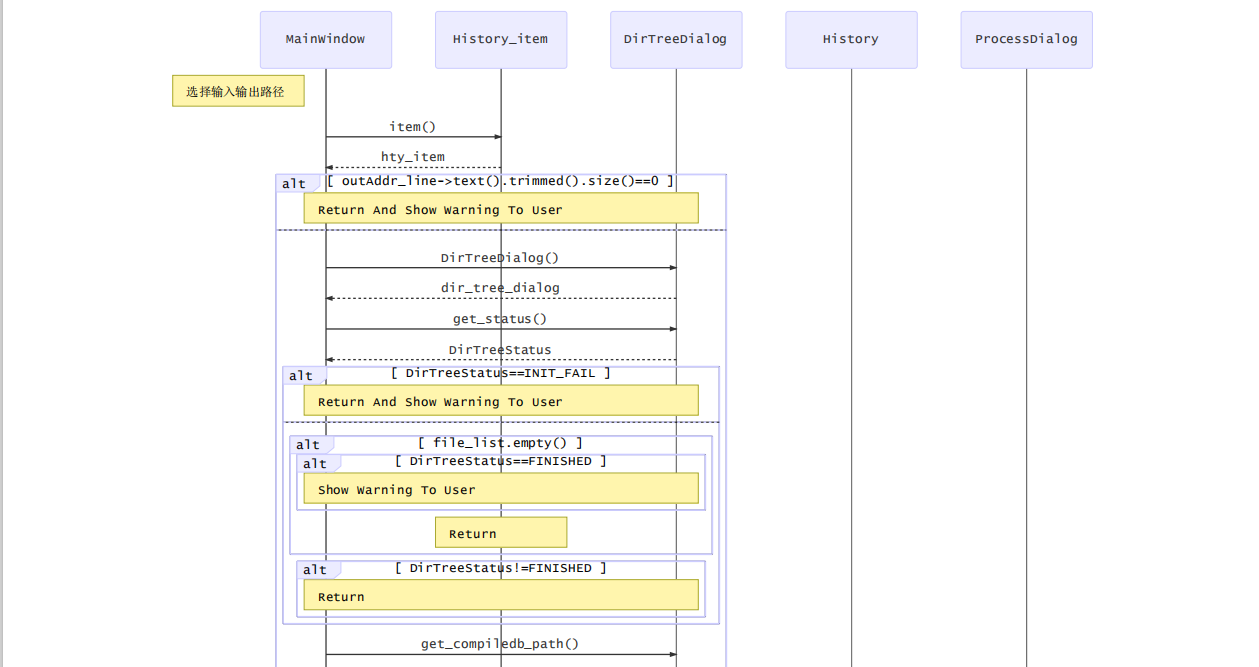 MainWindow
History_item
DirTreeDialog
History
ProcessDialog
选择输入输出路径
item()
hty_item
alt
[ outAddr_line->text().trimmed().size()==0 ]
Return And Show Warning To User
DirTreeDialog()
dir_tree_dialog
get_status()
DirTreeStatus
alt
[ DirTreeStatus==INIT_FAIL ]
Return And Show Warning To User
alt
[ file_list.empty() ]
alt
[ DirTreeStatus==FINISHED ]
Show Warning To User
Return
alt
[ DirTreeStatus!=FINISHED ]
Return
get_compiledb_path()